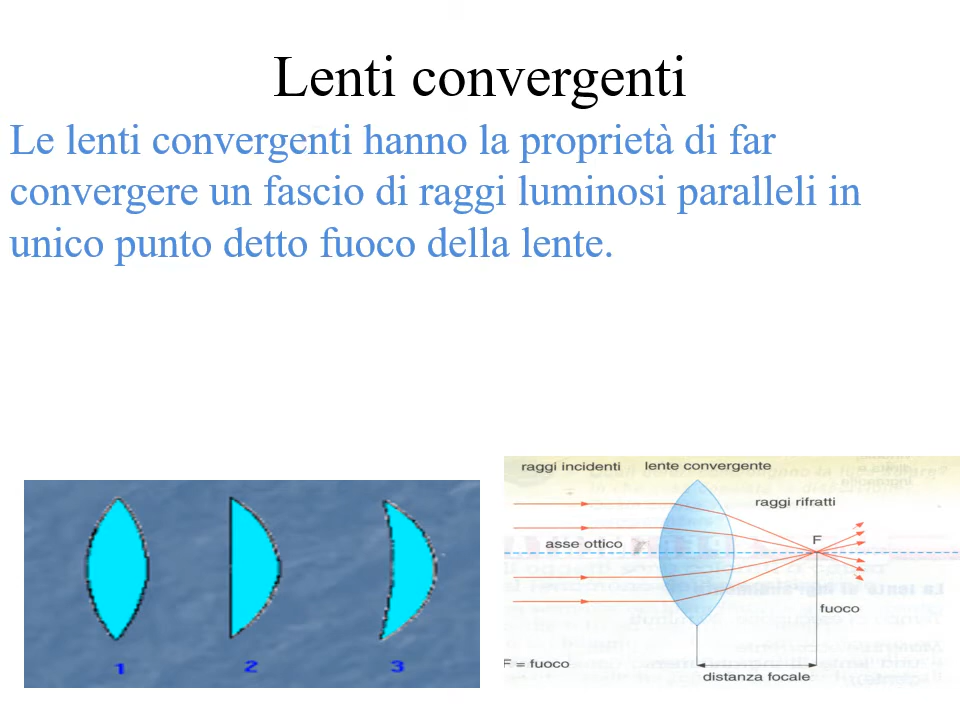 Lenti convergenti
Le lenti convergenti hanno la proprietà di far
convergere un fascio di raggi luminosi paralleli in
unico punto detto fuoco della lente.
1 2 3
raggi incidenti lente convergente
raggi rifratti
F
asse ottico
fuoco
F = fuoco
distanza focale